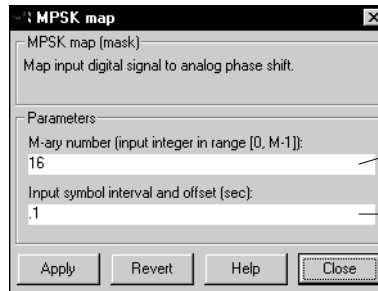 MPSK map
MPSK map (mask)
Map input digital signal to analog phase shift.
Parameters
M-ary number (input integer in range [0, M-1]):
16
Input symbol interval and offset (sec):
.1
Apply Revert Help Close